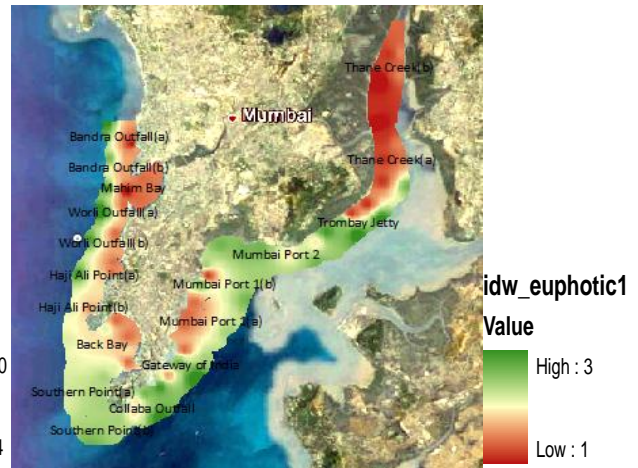 Thane Creek(b)
Mumbai
Bandra Outfall(a)
Thane Creek(a)
Bandra Outfall(b)
Mahim Bay
Worli Outfall(a)
Trombay Jetty
Worli Outfall(b)
Mumbai Port 2
Haji Ali Point(a)
Mumbai Port 1(b)
idw_euphotic1
Value
Haji Ali Point(b)
Mumbai Port 1(a)
Back Bay
Gateway of India
High : 3
0
Southern Point(a)
Collaba Outfall
Southern Point(b)
4
Low : 1